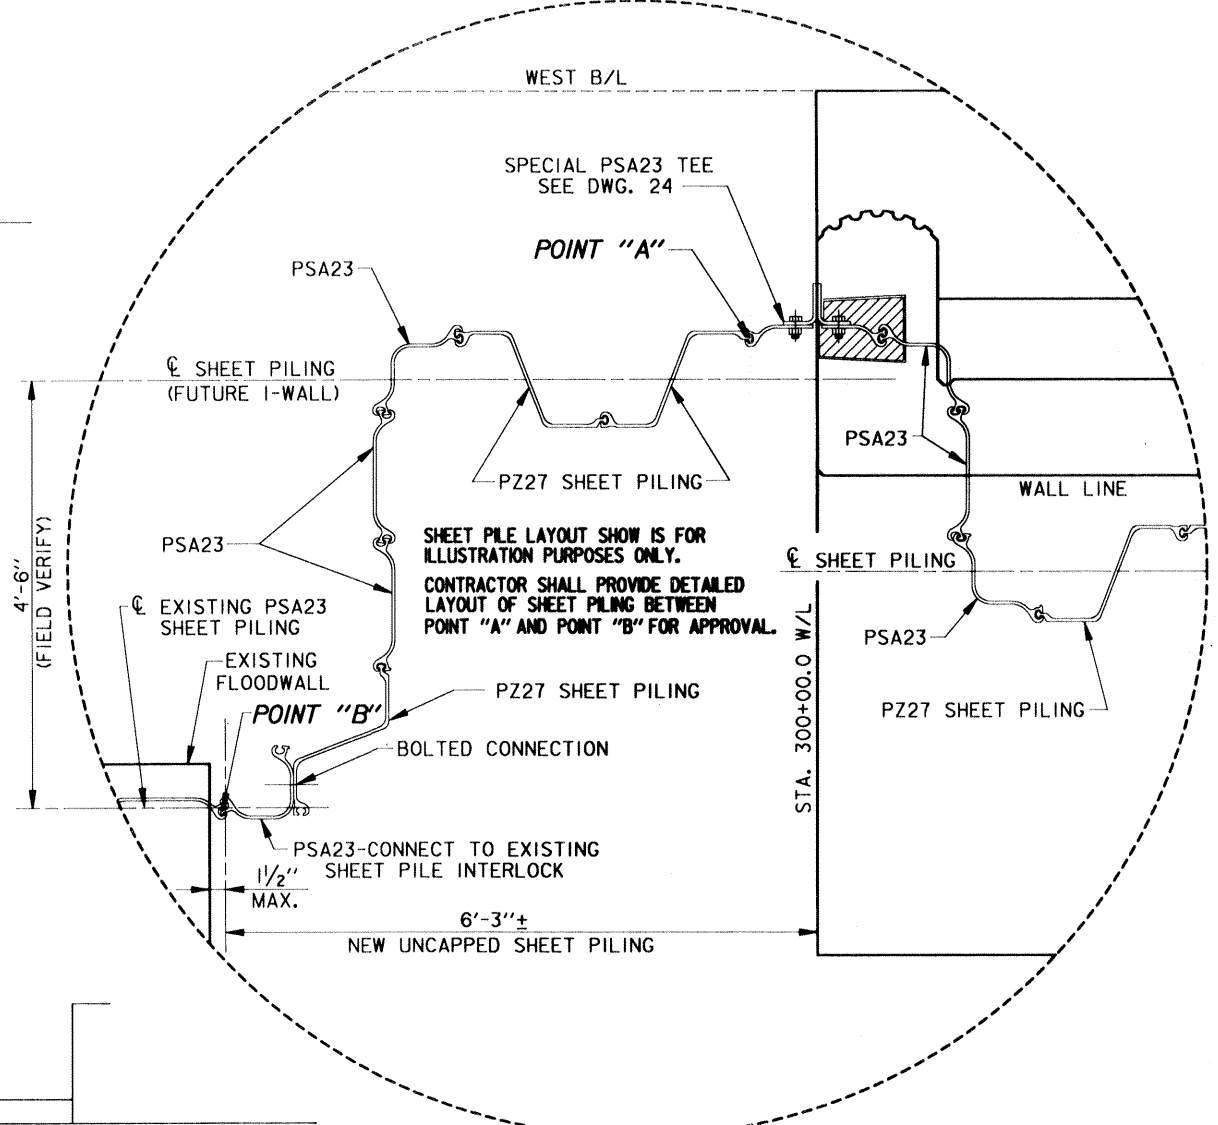 WEST B/L
SPECIAL PSA23 TEE
SEE DWG. 24
POINT "A"
PSA23
℄ SHEET PILING
(FUTURE I-WALL)
PSA23
PZ27 SHEET PILING
WALL LINE
PSA23
SHEET PILE LAYOUT SHOW IS FOR
ILLUSTRATION PURPOSES ONLY.
CONTRACTOR SHALL PROVIDE DETAILED
LAYOUT OF SHEET PILING BETWEEN
POINT "A" AND POINT "B" FOR APPROVAL.
℄ SHEET PILING
4'-6"
(FIELD VERIFY)
℄ EXISTING PSA23
SHEET PILING
PSA23
EXISTING
FLOODWALL
PZ27 SHEET PILING
POINT "B"
PZ27 SHEET PILING
BOLTED CONNECTION
STA. 300+00.0 W/L
PSA23-CONNECT TO EXISTING
SHEET PILE INTERLOCK
1 1/2"
MAX.
6'-3"±
NEW UNCAPPED SHEET PILING